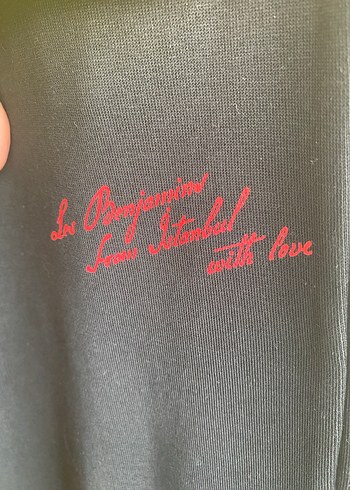 Les Benjamins
from Istanbul
with love